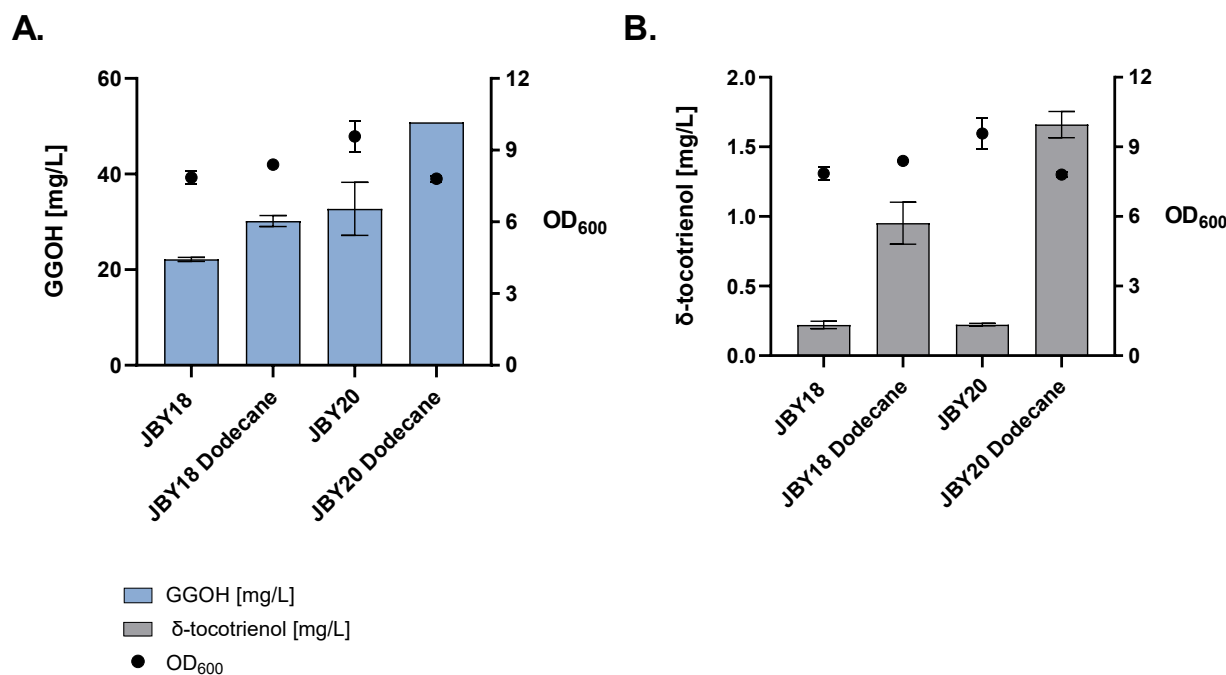 A.
B.
60
40
20
0
GGOH [mg/L]
12
9
6
3
0
OD600
JBY18
JBY18 Dodecane
JBY20
JBY20 Dodecane
2.0
1.5
1.0
0.5
0.0
δ-tocotrienol [mg/L]
12
9
6
3
0
OD600
JBY18
JBY18 Dodecane
JBY20
JBY20 Dodecane
GGOH [mg/L]
δ-tocotrienol [mg/L]
OD600